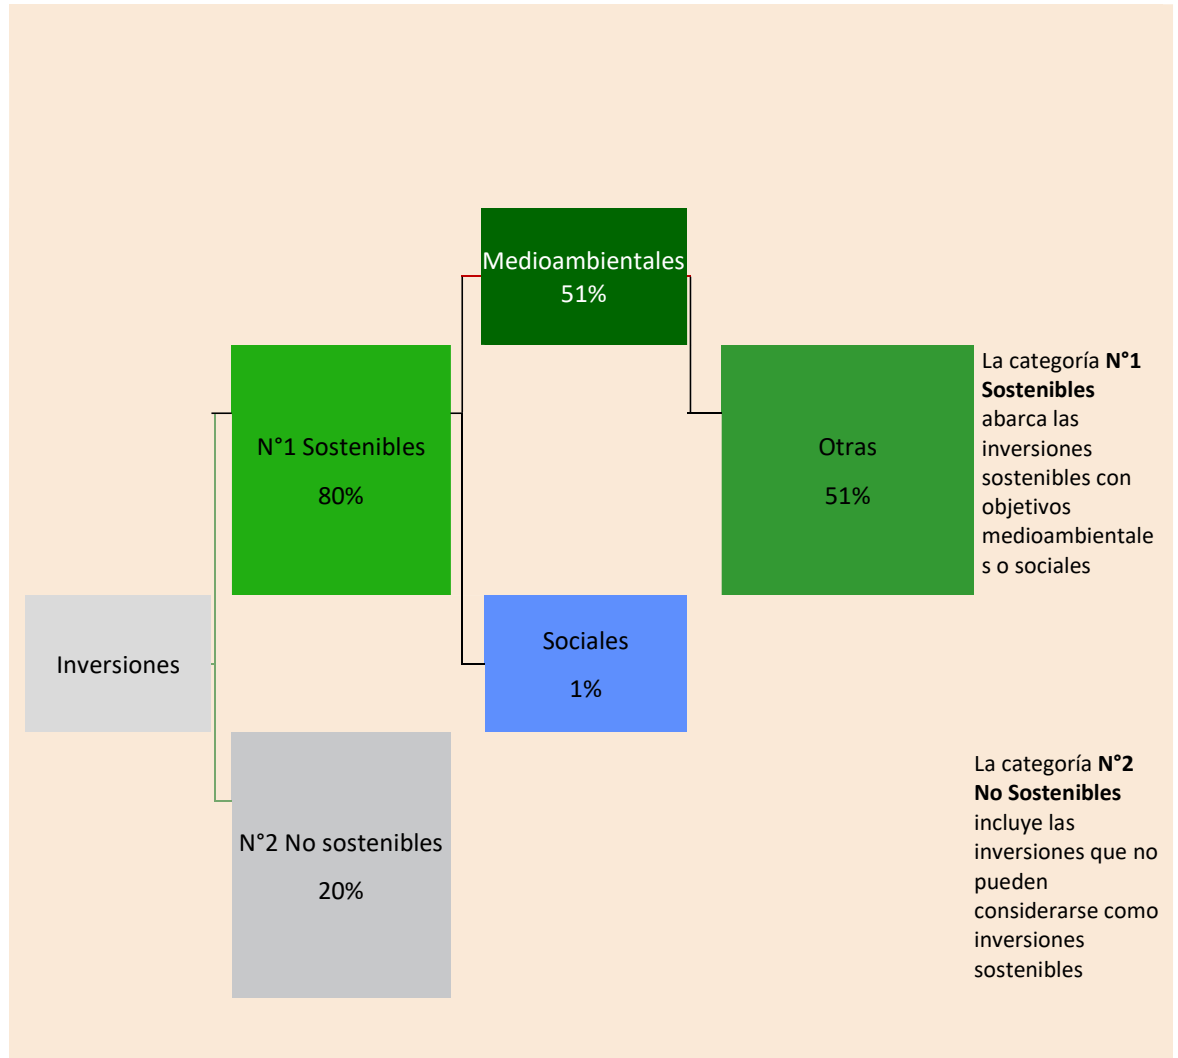 Medioambientales
51%
N°1 Sostenibles
80%
Otras
51%
La categoría N°1
Sostenibles
abarca las
inversiones
sostenibles con
objetivos
medioambientale
s o sociales
Inversiones
Sociales
1%
N°2 No sostenibles
20%
La categoría N°2
No Sostenibles
incluye las
inversiones que no
pueden
considerarse como
inversiones
sostenibles